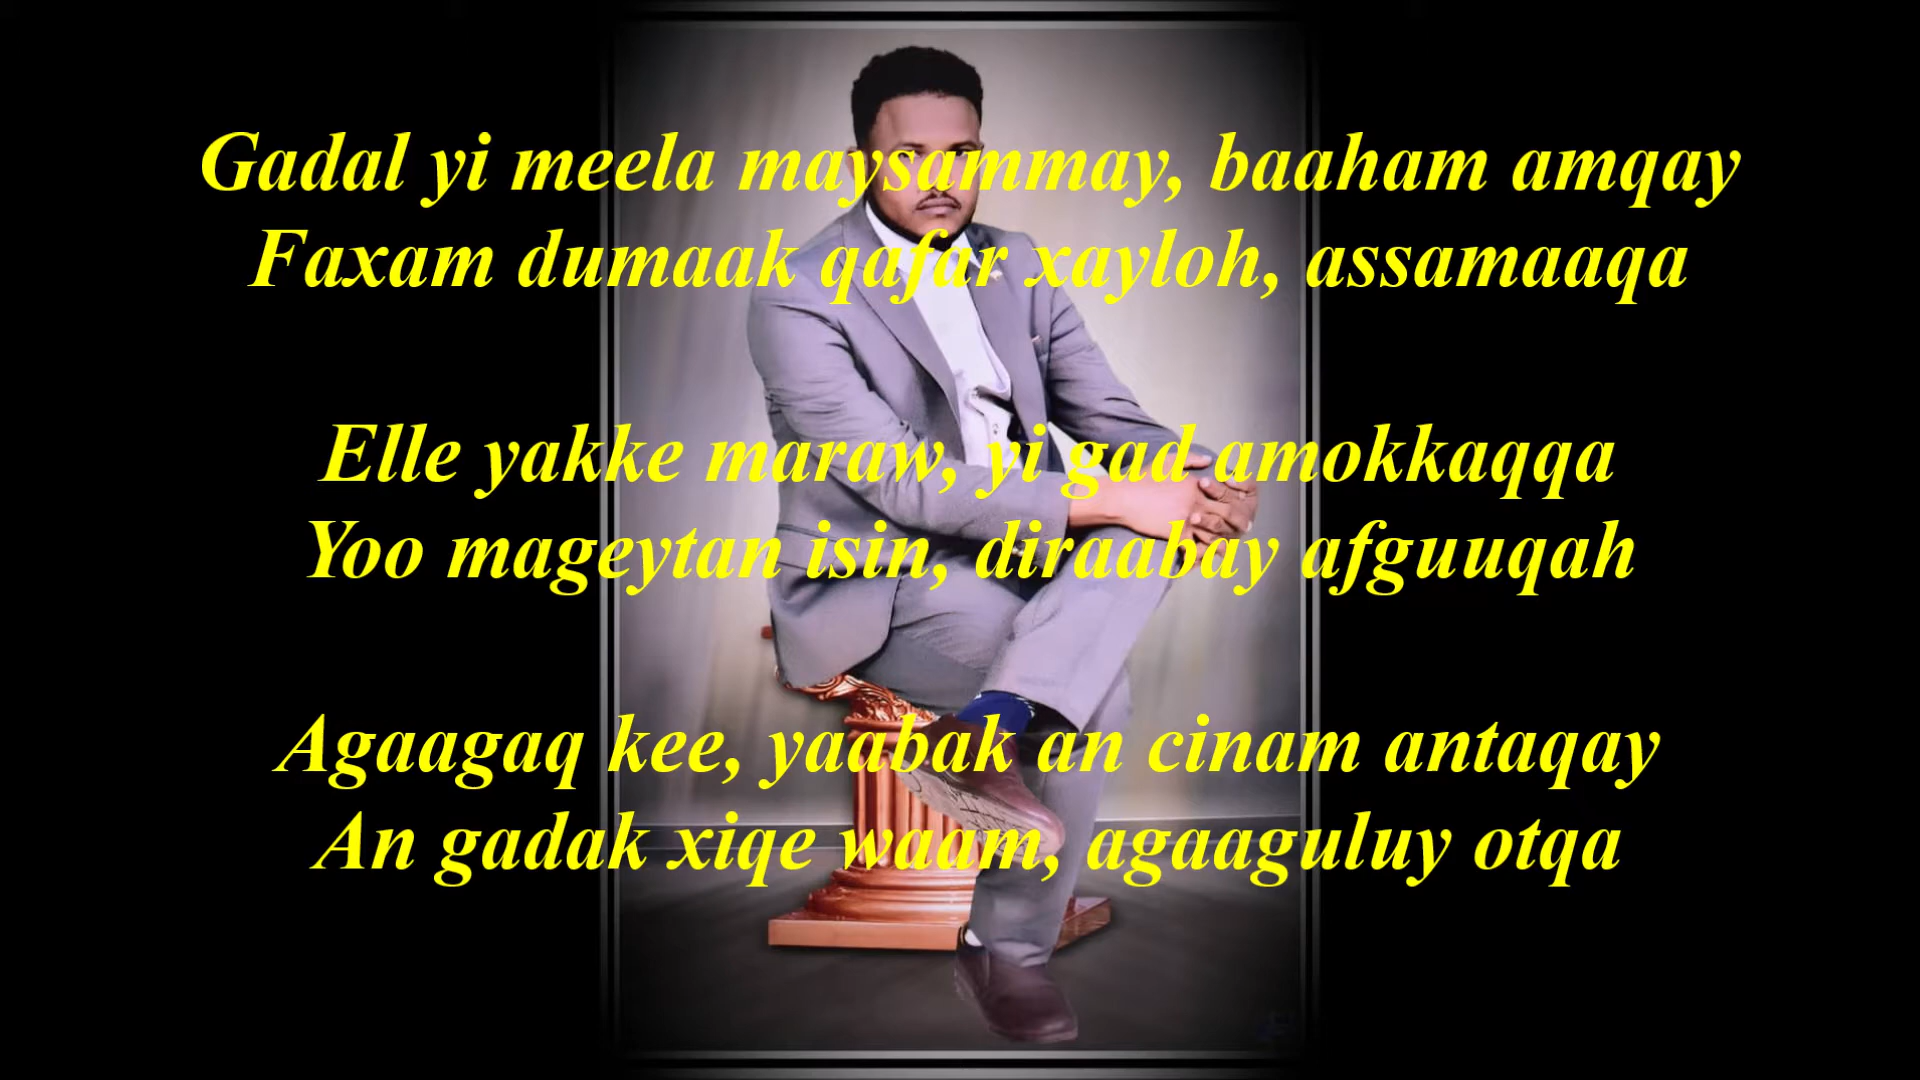 Gadal yi meela maysammay, baaham amqay
Faxam dumaak qafar xayloh, assamaaqa
Elle yakke maraw, yi gad amokkaqqa
Yoo mageytan isin, diraabay afguuqah
Agaagaq kee, yaabak an cinam antaqay
An gadak xiqe waam, agaaguluy otqa